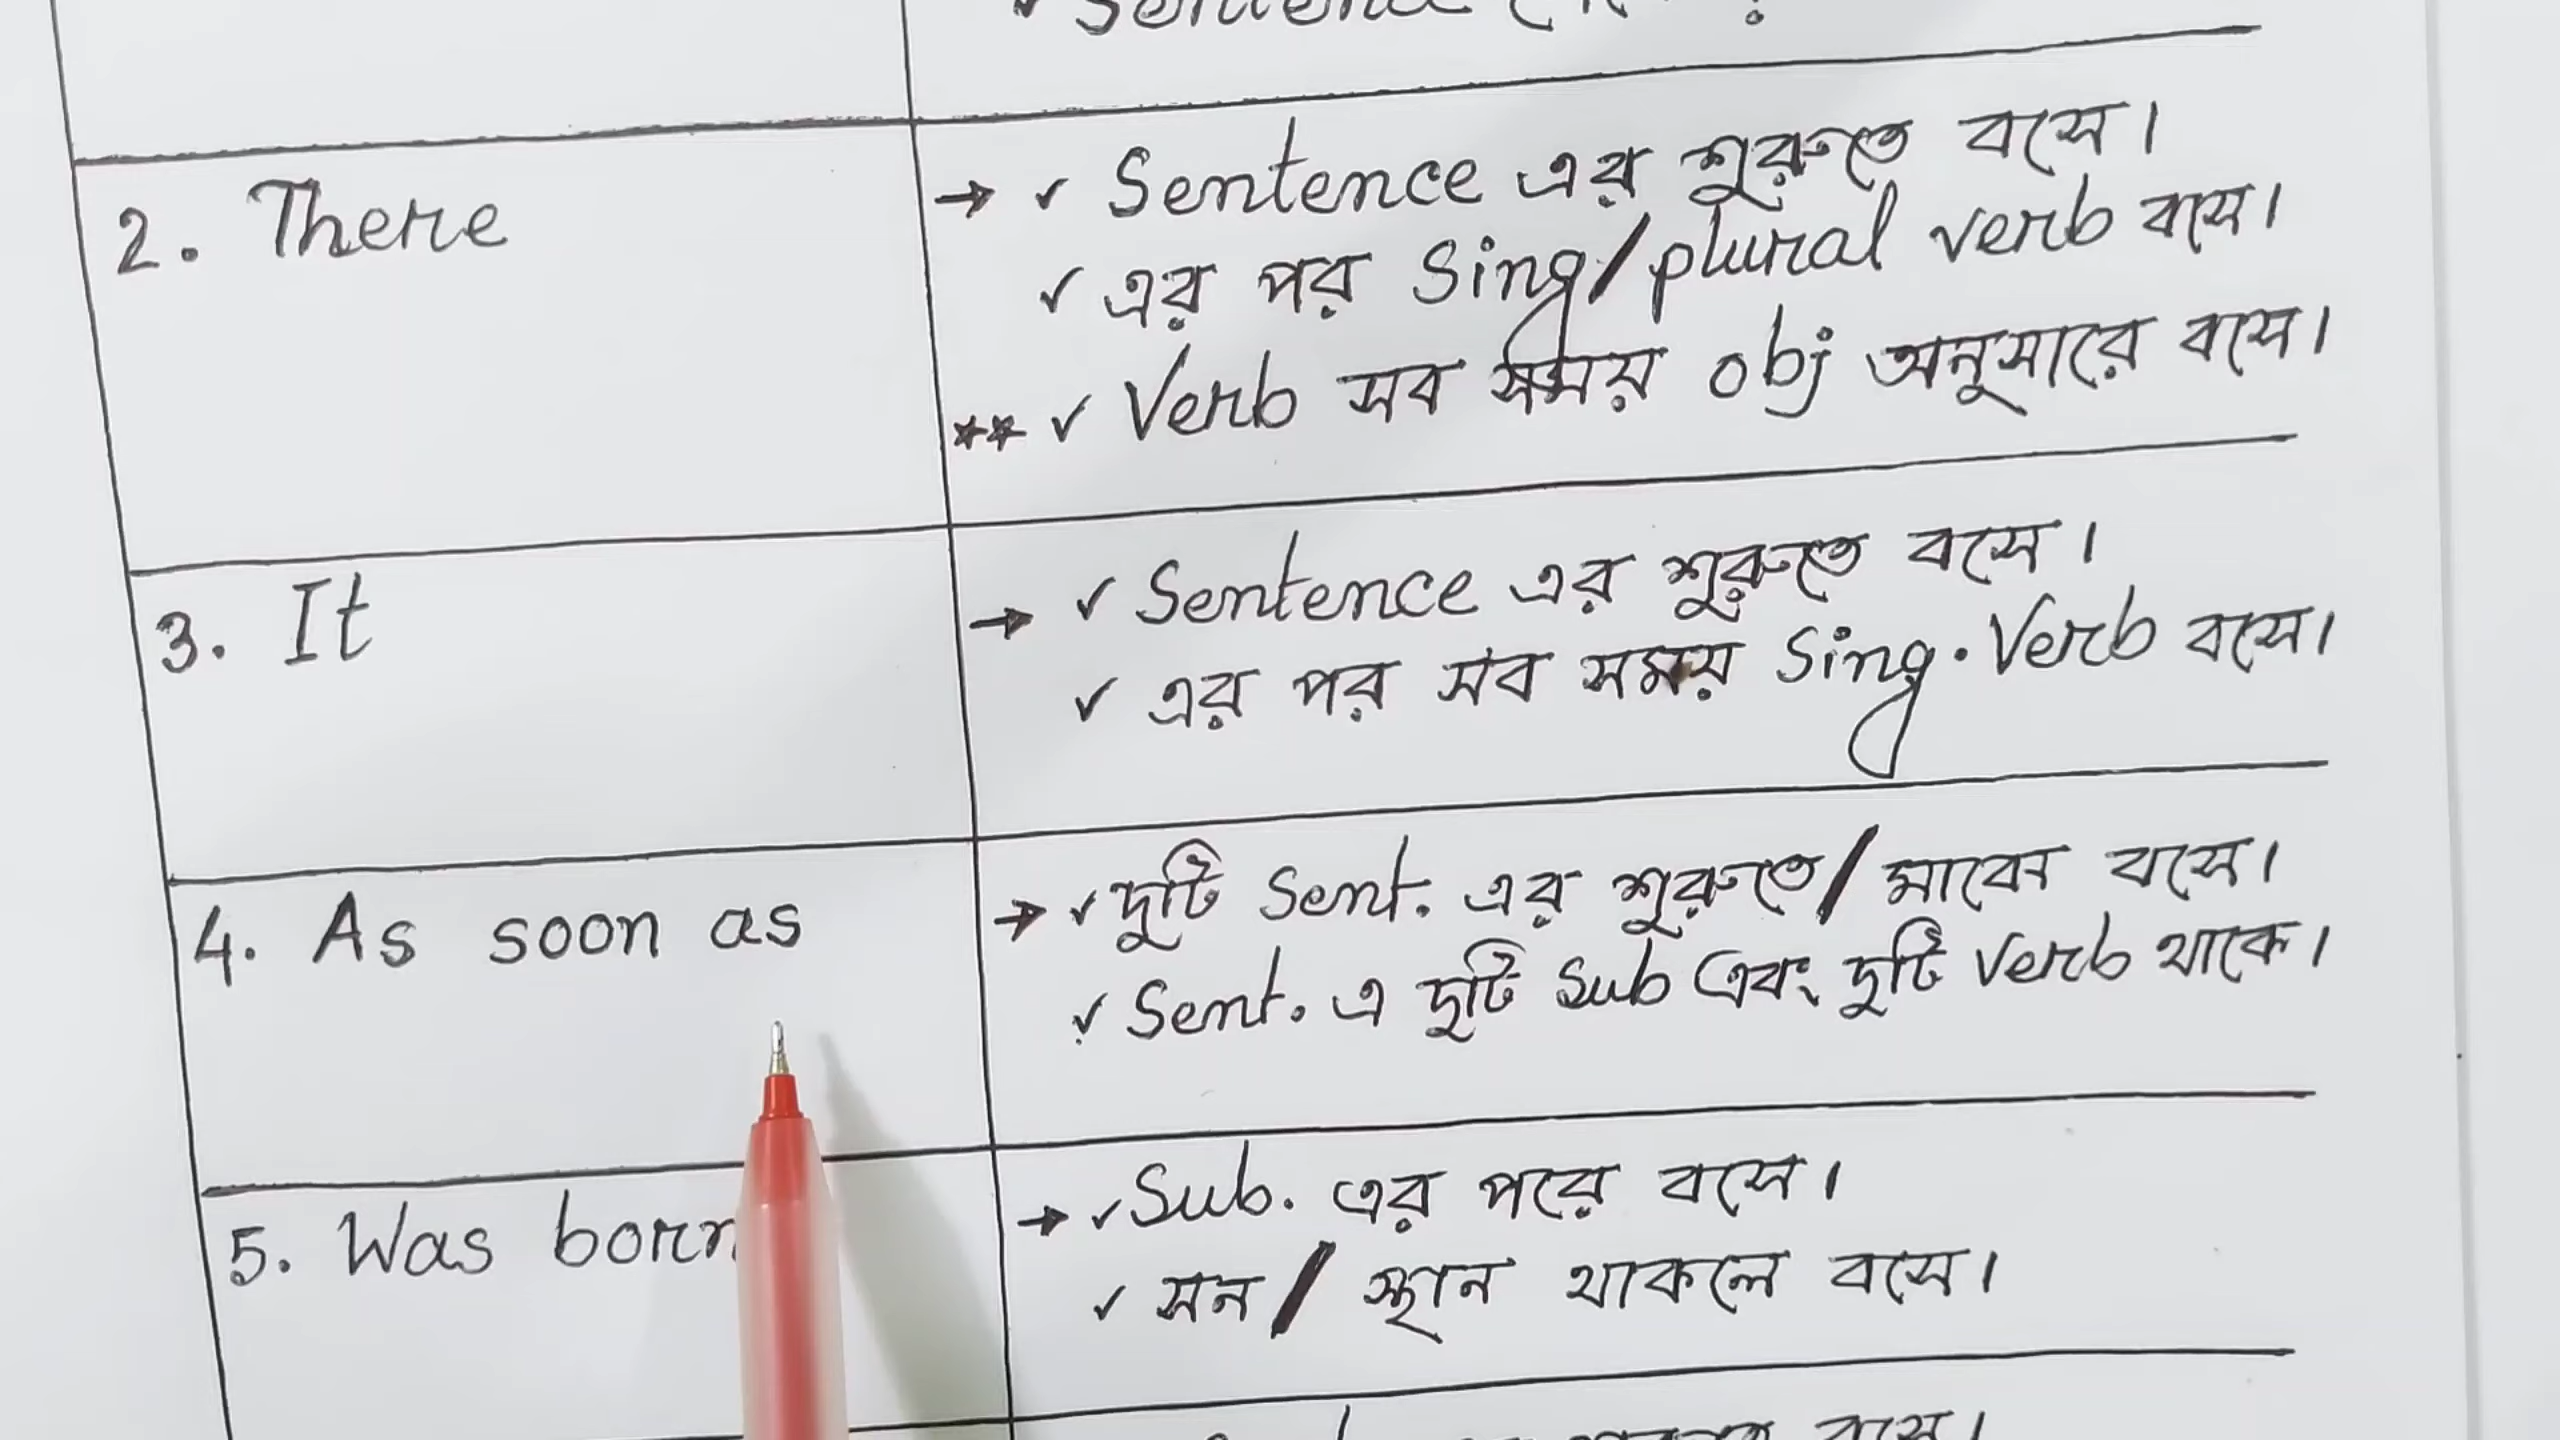 Sentence
2. There
→ ✓ Sentence এর শুরুতে বসে।
✓ এর পর Sing/plural verb বসে।
** ✓ Verb সব সময় obj অনুসারে বসে।
3. It
→ ✓ Sentence এর শুরুতে বসে।
✓ এর পর সব সময় Sing. Verb বসে।
4. As soon as
→ ✓ দুটি Sent. এর শুরুতে/ মাঝে বসে।
✓ Sent. এ দুটি Sub এবং দুটি Verb থাকে।
5. Was born
→ ✓ Sub. এর পরে বসে।
✓ সন / স্থান থাকলে বসে।
বসে।